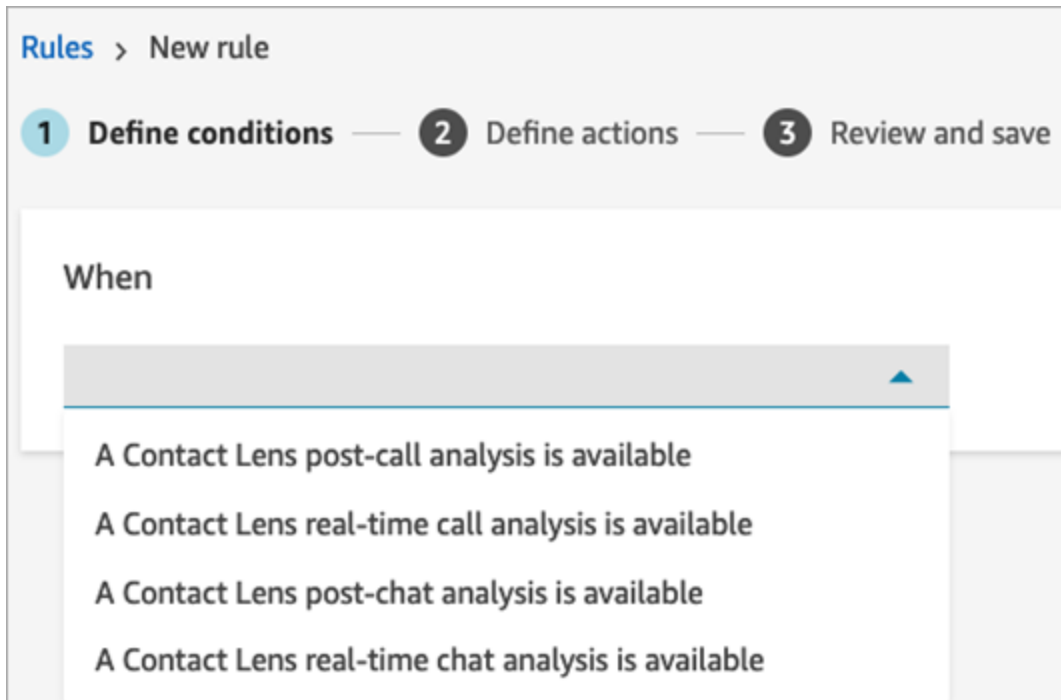 Rules > New rule
1 Define conditions 2 Define actions 3 Review and save
When
A Contact Lens post-call analysis is available
A Contact Lens real-time call analysis is available
A Contact Lens post-chat analysis is available
A Contact Lens real-time chat analysis is available